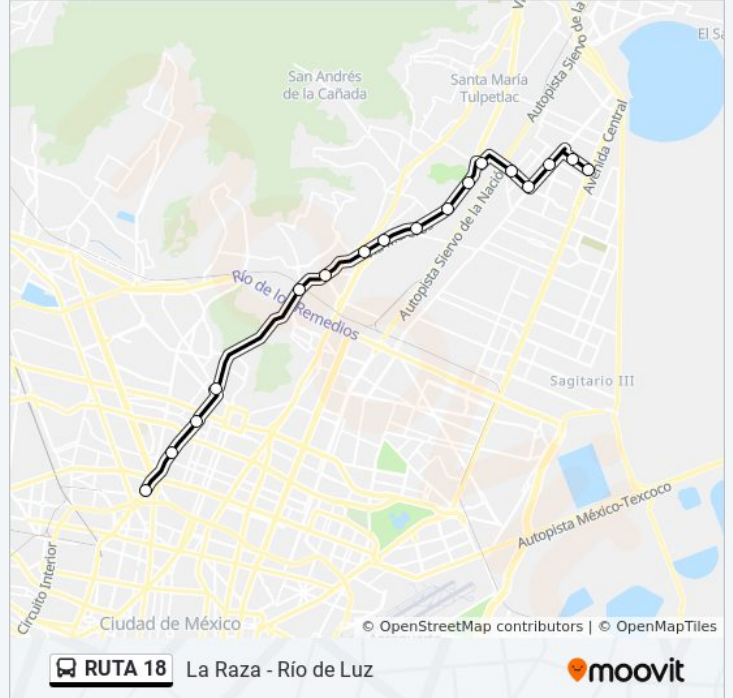 San Andrés
de la Cañada
Santa María
Tulpetlac
Autopista Siervo de la
El Sa
Avenida Central
Autopista Siervo de la Nación
Río de los Remedios
Sagitario III
Autopista México-Texcoco
Circuito Interior
Ciudad de México
© OpenStreetMap contributors | © OpenMapTiles
RUTA 18 La Raza - Río de Luz
moovit